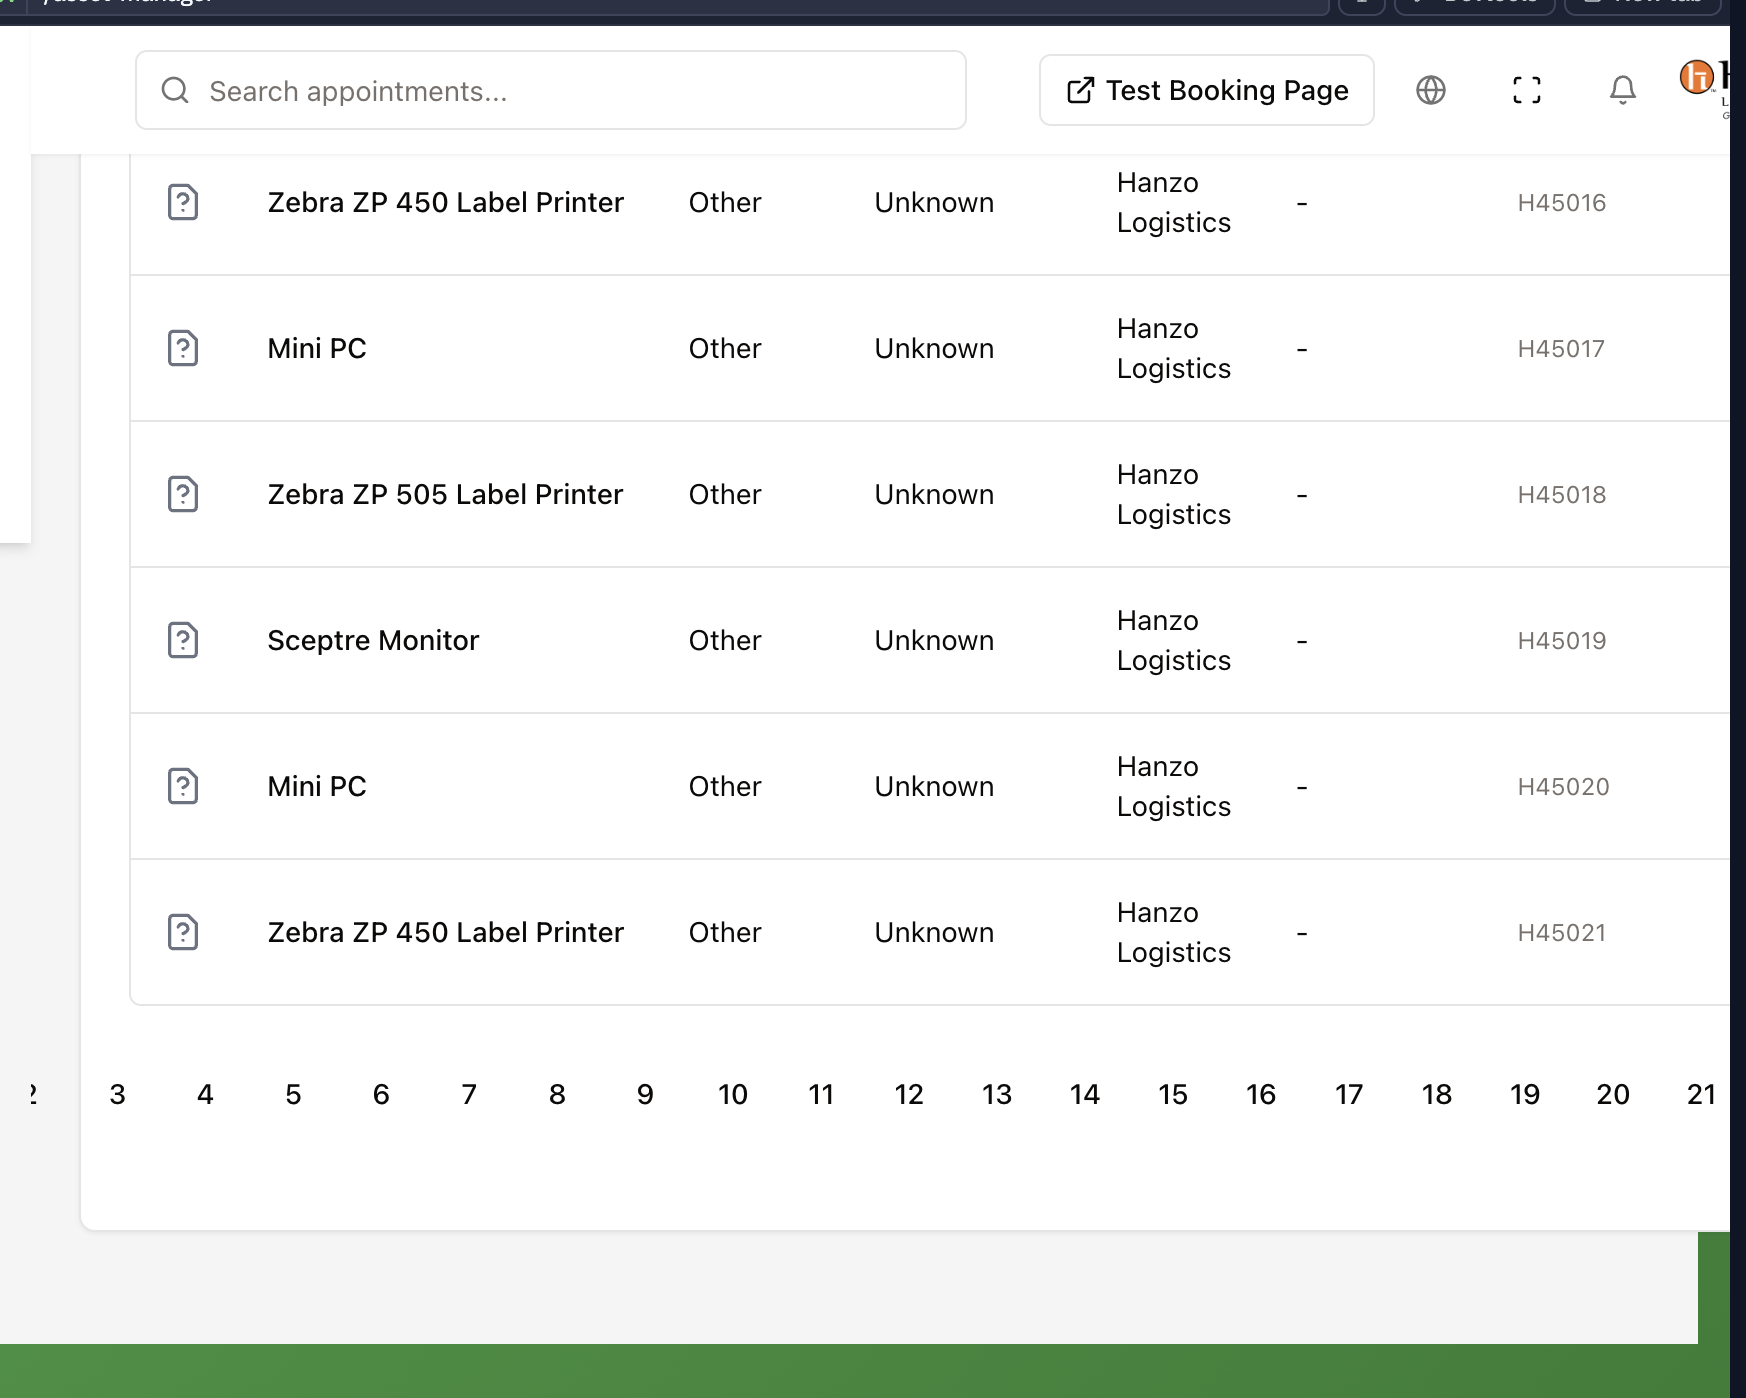 Search appointments...
Test Booking Page
Zebra ZP 450 Label Printer Other Unknown Hanzo Logistics - H45016
Mini PC Other Unknown Hanzo Logistics - H45017
Zebra ZP 505 Label Printer Other Unknown Hanzo Logistics - H45018
Sceptre Monitor Other Unknown Hanzo Logistics - H45019
Mini PC Other Unknown Hanzo Logistics - H45020
Zebra ZP 450 Label Printer Other Unknown Hanzo Logistics - H45021
3 4 5 6 7 8 9 10 11 12 13 14 15 16 17 18 19 20 21